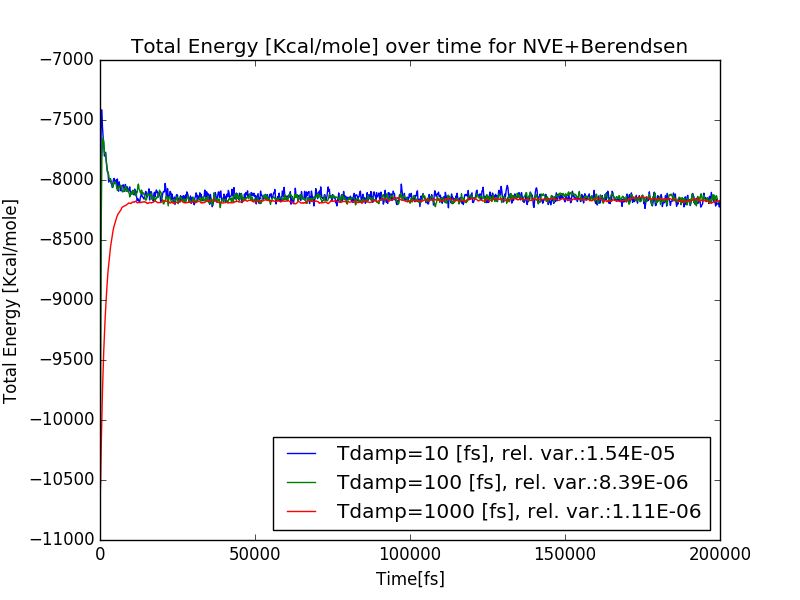 Total Energy [Kcal/mole] over time for NVE+Berendsen
Total Energy [Kcal/mole]
−7000
−7500
−8000
−8500
−9000
−9500
−10000
−10500
−11000
Tdamp=10 [fs], rel. var.:1.54E-05
Tdamp=100 [fs], rel. var.:8.39E-06
Tdamp=1000 [fs], rel. var.:1.11E-06
0 50000 100000 150000 200000
Time[fs]